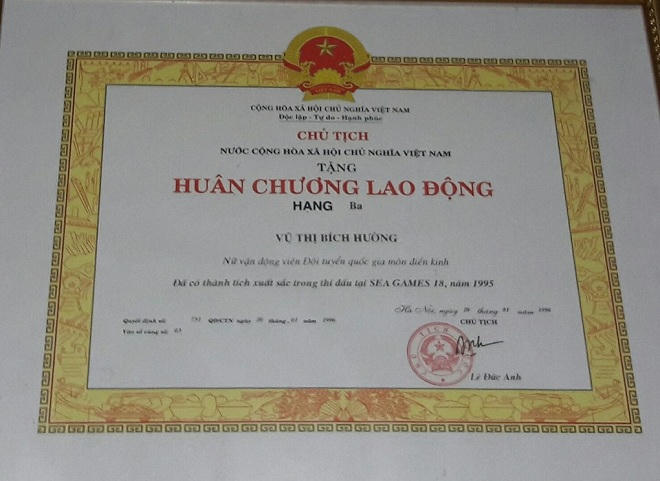 CỘNG HÒA XÃ HỘI CHỦ NGHĨA VIỆT NAM
Độc lập - Tự do - Hạnh phúc
CHỦ TỊCH
NƯỚC CỘNG HÒA XÃ HỘI CHỦ NGHĨA VIỆT NAM
TẶNG
HUÂN CHƯƠNG LAO ĐỘNG
HẠNG Ba
VŨ THỊ BÍCH HƯỜNG
Nữ vận động viên Đội tuyển quốc gia môn điền kinh
Đã có thành tích xuất sắc trong thi đấu tại SEA GAMES 18, năm 1995
Hà Nội, ngày tháng 01 năm 1996
Quyết định số QĐ/CTN ngày tháng 01 năm 1996
CHỦ TỊCH
Vào sổ vàng số
Lê Đức Anh